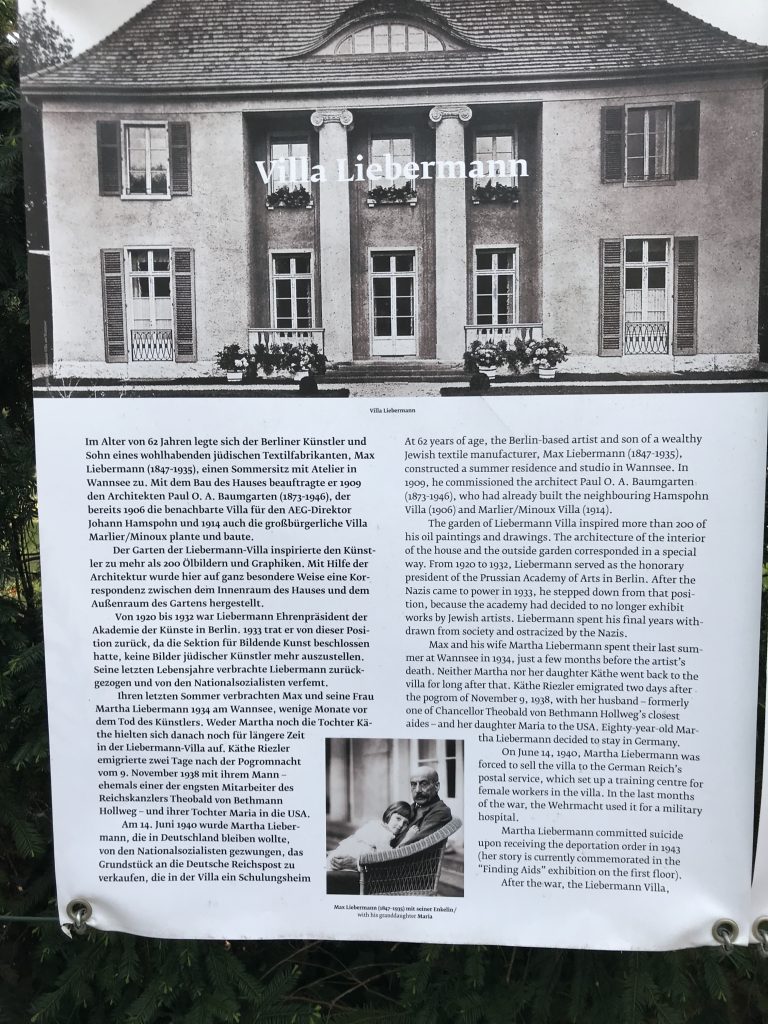 Villa Liebermann
Villa Liebermann
Im Alter von 62 Jahren legte sich der Berliner Künstler und
Sohn eines wohlhabenden jüdischen Textilfabrikanten, Max
Liebermann (1847-1935), einen Sommersitz mit Atelier in
Wannsee zu. Mit dem Bau des Hauses beauftragte er 1909
den Architekten Paul O. A. Baumgarten (1873-1946), der
bereits 1906 die benachbarte Villa für den AEG-Direktor
Johann Hamspohn und 1914 auch die großbürgerliche Villa
Marlier/Minoux plante und baute.
Der Garten der Liebermann-Villa inspirierte den Künst-
ler zu mehr als 200 Ölbildern und Graphiken. Mit Hilfe der
Architektur wurde hier auf ganz besondere Weise eine Kor-
respondenz zwischen dem Innenraum des Hauses und dem
Außenraum des Gartens hergestellt.
Von 1920 bis 1932 war Liebermann Ehrenpräsident der
Akademie der Künste in Berlin. 1933 trat er von dieser Posi-
tion zurück, da die Sektion für Bildende Kunst beschlossen
hatte, keine Bilder jüdischer Künstler mehr auszustellen.
Seine letzten Lebensjahre verbrachte Liebermann zurück-
gezogen und von den Nationalsozialisten verfemt.
Ihren letzten Sommer verbrachten Max und seine Frau
Martha Liebermann 1934 am Wannsee, wenige Monate vor
dem Tod des Künstlers. Weder Martha noch die Tochter Kä-
the hielten sich danach noch für längere Zeit
in der Liebermann-Villa auf. Käthe Riezler
emigrierte zwei Tage nach der Pogromnacht
vom 9. November 1938 mit ihrem Mann –
ehemals einer der engsten Mitarbeiter des
Reichskanzlers Theobald von Bethmann
Hollweg – und ihrer Tochter Maria in die USA.
Am 14. Juni 1940 wurde Martha Lieber-
mann, die in Deutschland bleiben wollte,
von den Nationalsozialisten gezwungen, das
Grundstück an die Deutsche Reichspost zu
verkaufen, die in der Villa ein Schulungsheim
At 62 years of age, the Berlin-based artist and son of a wealthy
Jewish textile manufacturer, Max Liebermann (1847-1935),
constructed a summer residence and studio in Wannsee. In
1909, he commissioned the architect Paul O. A. Baumgarten
(1873-1946), who had already built the neighbouring Hamspohn
Villa (1906) and Marlier/Minoux Villa (1914).
The garden of Liebermann Villa inspired more than 200 of
his oil paintings and drawings. The architecture of the interior
of the house and the outside garden corresponded in a special
way. From 1920 to 1932, Liebermann served as the honorary
president of the Prussian Academy of Arts in Berlin. After the
Nazis came to power in 1933, he stepped down from that posi-
tion, because the academy had decided to no longer exhibit
works by Jewish artists. Liebermann spent his final years with-
drawn from society and ostracized by the Nazis.
Max and his wife Martha Liebermann spent their last sum-
mer at Wannsee in 1934, just a few months before the artist's
death. Neither Martha nor her daughter Käthe went back to the
villa for long after that. Käthe Riezler emigrated two days after
the pogrom of November 9, 1938, with her husband – formerly
one of Chancellor Theobald von Bethmann Hollweg's closest
aides – and her daughter Maria to the USA. Eighty-year-old Mar-
tha Liebermann decided to stay in Germany.
On June 14, 1940, Martha Liebermann was
forced to sell the villa to the German Reich's
postal service, which set up a training centre for
female workers in the villa. In the last months
of the war, the Wehrmacht used it for a military
hospital.
Martha Liebermann committed suicide
upon receiving the deportation order in 1943
(her story is currently commemorated in the
"Finding Aids" exhibition on the first floor).
After the war, the Liebermann Villa,
Max Liebermann (1847-1935) mit seiner Enkelin /
with his granddaughter Maria